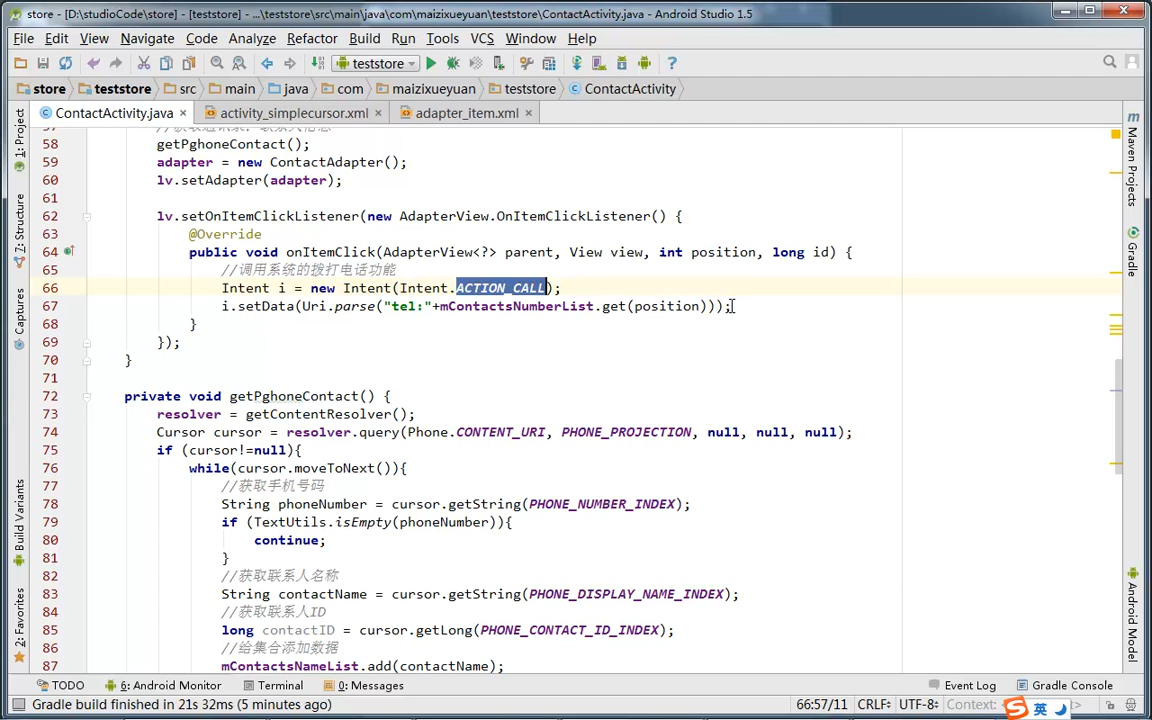 store - [D:\studioCode\store] - [teststore] - ...\teststore\src\main\java\com\maizixueyuan\teststore\ContactActivity.java - Android Studio 1.5
File Edit View Navigate Code Analyze Refactor Build Run Tools VCS Window Help
teststore
store teststore src main java com maizixueyuan teststore ContactActivity
ContactActivity.java activity_simplecursor.xml adapter_item.xml
58 getPghoneContact();
59 adapter = new ContactAdapter();
60 lv.setAdapter(adapter);
61
62 lv.setOnItemClickListener(new AdapterView.OnItemClickListener() {
63 @Override
64 public void onItemClick(AdapterView<?> parent, View view, int position, long id) {
65 //调用系统的拨打电话功能
66 Intent i = new Intent(Intent.ACTION_CALL);
67 i.setData(Uri.parse("tel:"+mContactsNumberList.get(position)));
68 }
69 });
70 }
71
72 private void getPghoneContact() {
73 resolver = getContentResolver();
74 Cursor cursor = resolver.query(Phone.CONTENT_URI, PHONE_PROJECTION, null, null, null);
75 if (cursor!=null){
76 while(cursor.moveToNext()){
77 //获取手机号码
78 String phoneNumber = cursor.getString(PHONE_NUMBER_INDEX);
79 if (TextUtils.isEmpty(phoneNumber)){
80 continue;
81 }
82 //获取联系人名称
83 String contactName = cursor.getString(PHONE_DISPLAY_NAME_INDEX);
84 //获取联系人ID
85 long contactID = cursor.getLong(PHONE_CONTACT_ID_INDEX);
86 //给集合添加数据
87 mContactsNameList.add(contactName);
1: Project
7: Structure
Captures
Build Variants
2: Favorites
Maven Projects
Gradle
Android Model
TODO 6: Android Monitor Terminal 0: Messages Event Log Gradle Console
Gradle build finished in 21s 32ms (5 minutes ago) 66:57/11 CRLF UTF-8 Context: 英